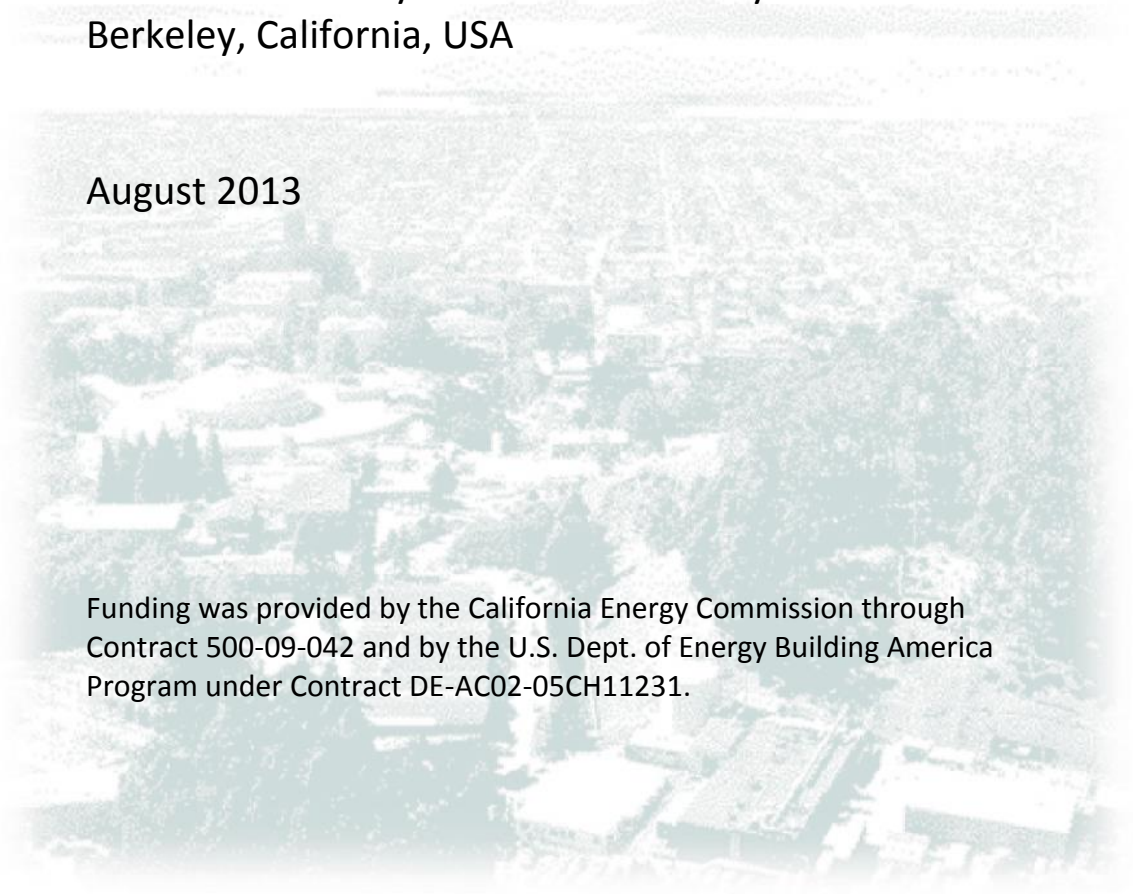 Berkeley, California, USA
August 2013
Funding was provided by the California Energy Commission through
Contract 500-09-042 and by the U.S. Dept. of Energy Building America
Program under Contract DE-AC02-05CH11231.